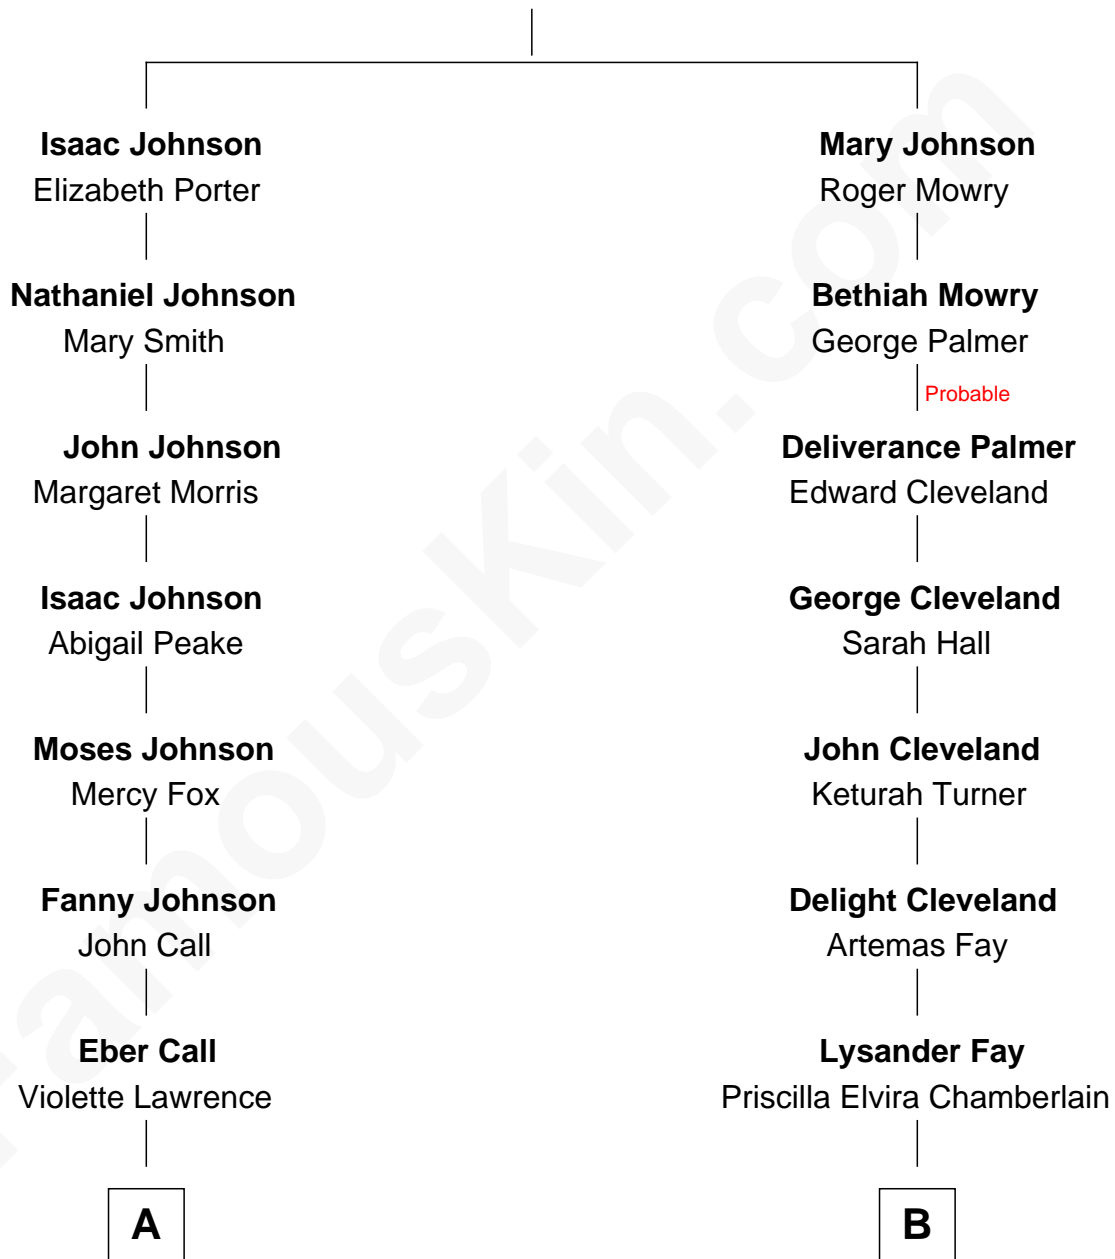 Isaac Johnson
Elizabeth Porter
Mary Johnson
Roger Mowry
Nathaniel Johnson
Mary Smith
Bethiah Mowry
George Palmer
Probable
John Johnson
Margaret Morris
Deliverance Palmer
Edward Cleveland
Isaac Johnson
Abigail Peake
George Cleveland
Sarah Hall
Moses Johnson
Mercy Fox
John Cleveland
Keturah Turner
Fanny Johnson
John Call
Delight Cleveland
Artemas Fay
Eber Call
Violette Lawrence
Lysander Fay
Priscilla Elvira Chamberlain
A
B
FamousKin.com